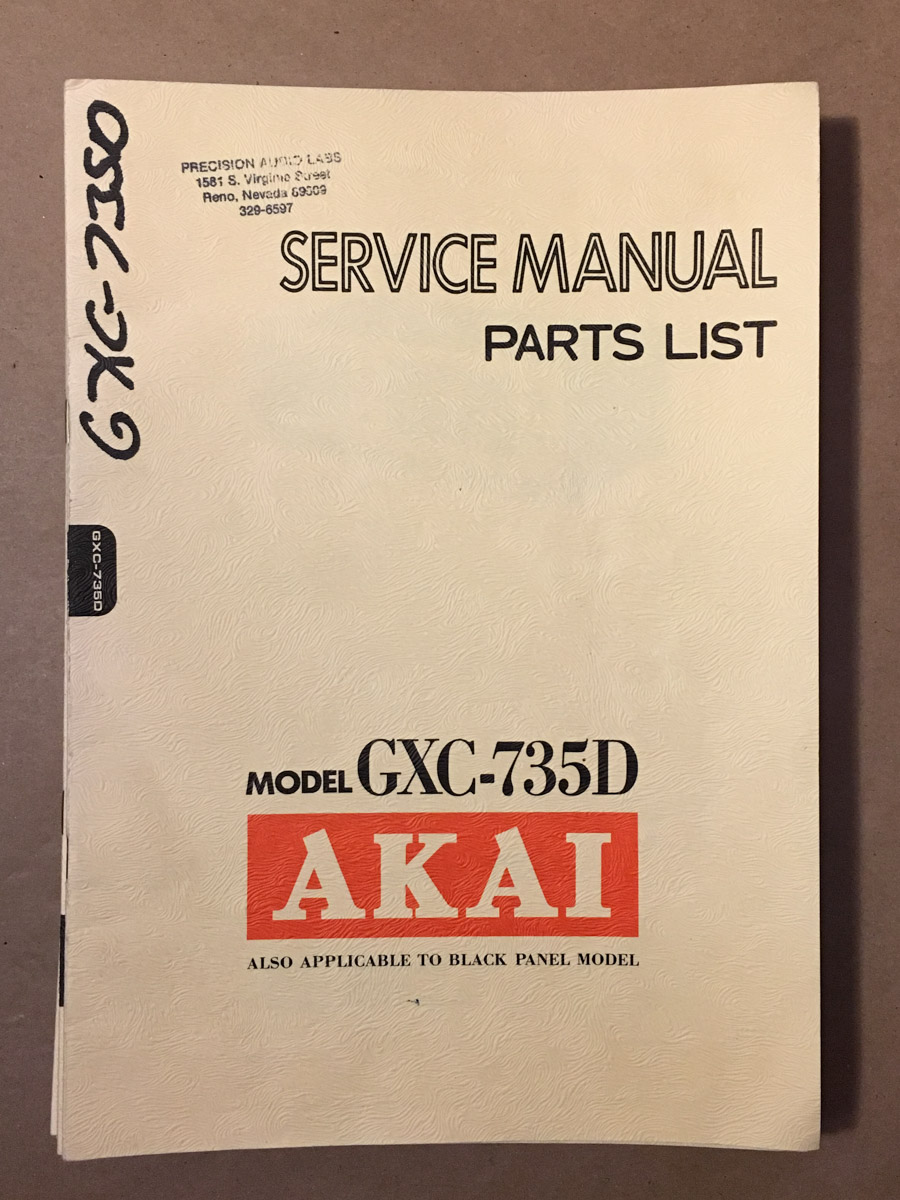 GXC-735D
PRECISION AUDIO LABS
1581 S. Virginia Street
Reno, Nevada 89509
329-6597
SERVICE MANUAL
PARTS LIST
GXC-735D
MODEL GXC-735D
AKAI
ALSO APPLICABLE TO BLACK PANEL MODEL